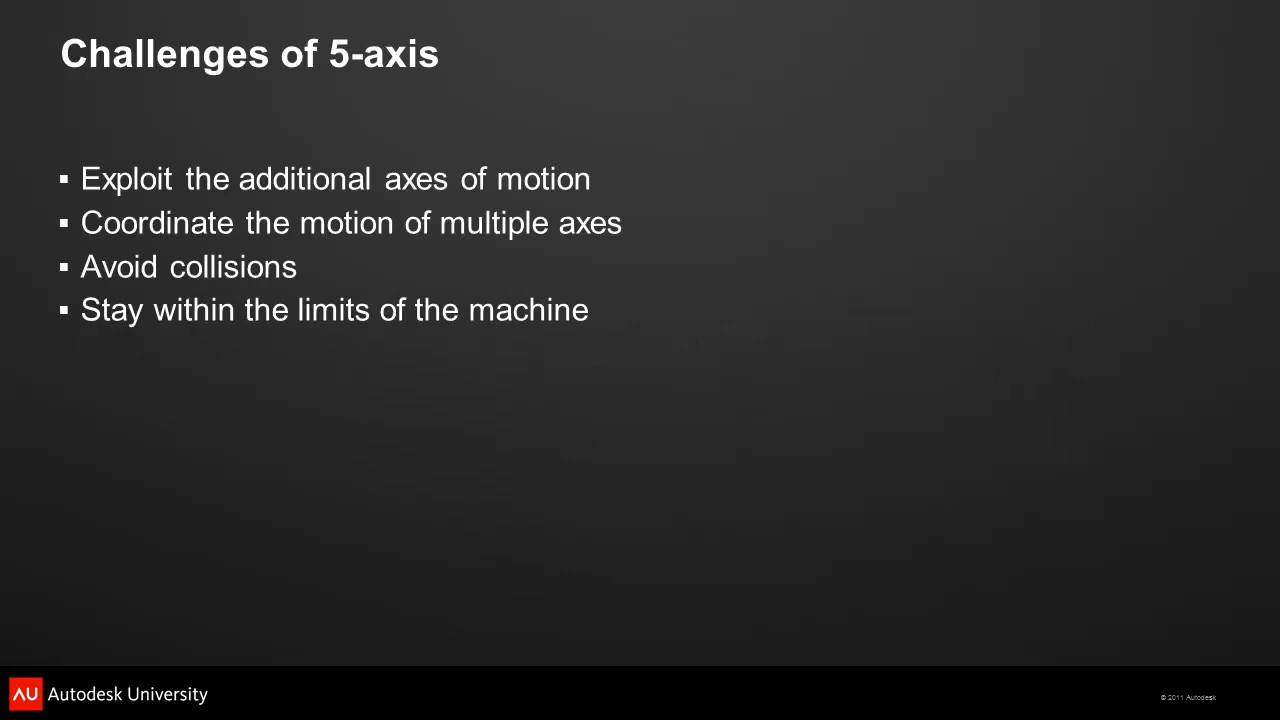 Challenges of 5-axis
▪ Exploit the additional axes of motion
▪ Coordinate the motion of multiple axes
▪ Avoid collisions
▪ Stay within the limits of the machine
AU Autodesk University
© 2011 Autodesk